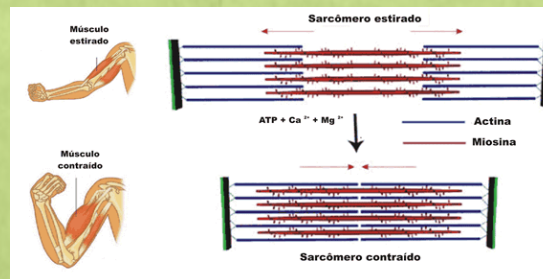 Músculo
estirado
Sarcômero estirado
ATP + Ca 2+ + Mg 2+
Actina
Miosina
Músculo
contraído
Sarcômero contraído